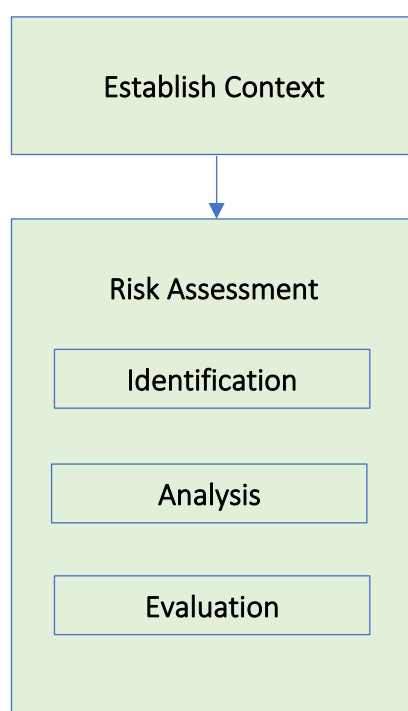 Establish Context
Risk Assessment
Identification
Analysis
Evaluation